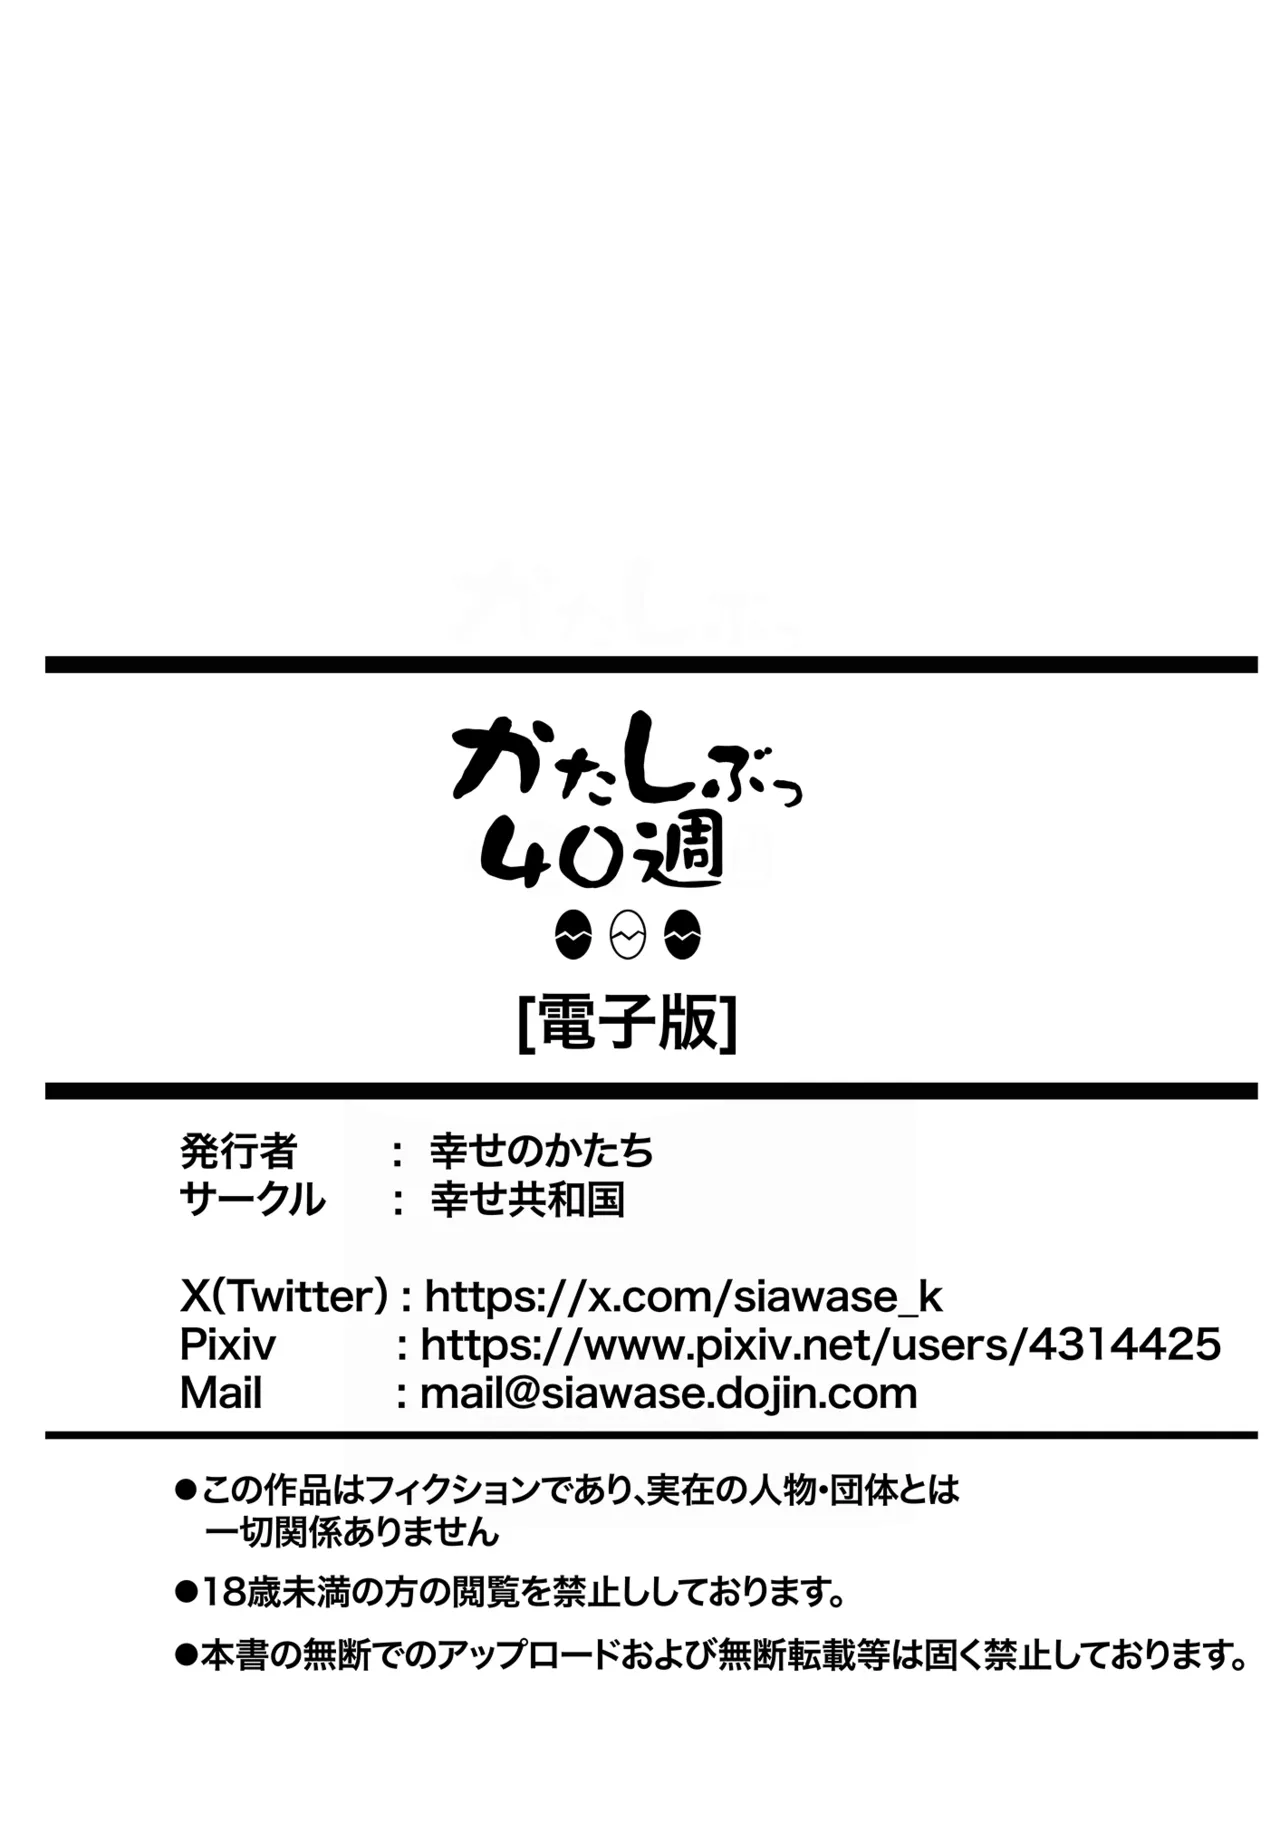 かたしぶっ
40週
[電子版]
発行者 : 幸せのかたち
サークル : 幸せ共和国
X(Twitter) : https://x.com/siawase_k
Pixiv : https://www.pixiv.net/users/4314425
Mail : mail@siawase.dojin.com
●この作品はフィクションであり、実在の人物・団体とは
一切関係ありません
●18歳未満の方の閲覧を禁止ししております。
●本書の無断でのアップロードおよび無断転載等は固く禁止しております。